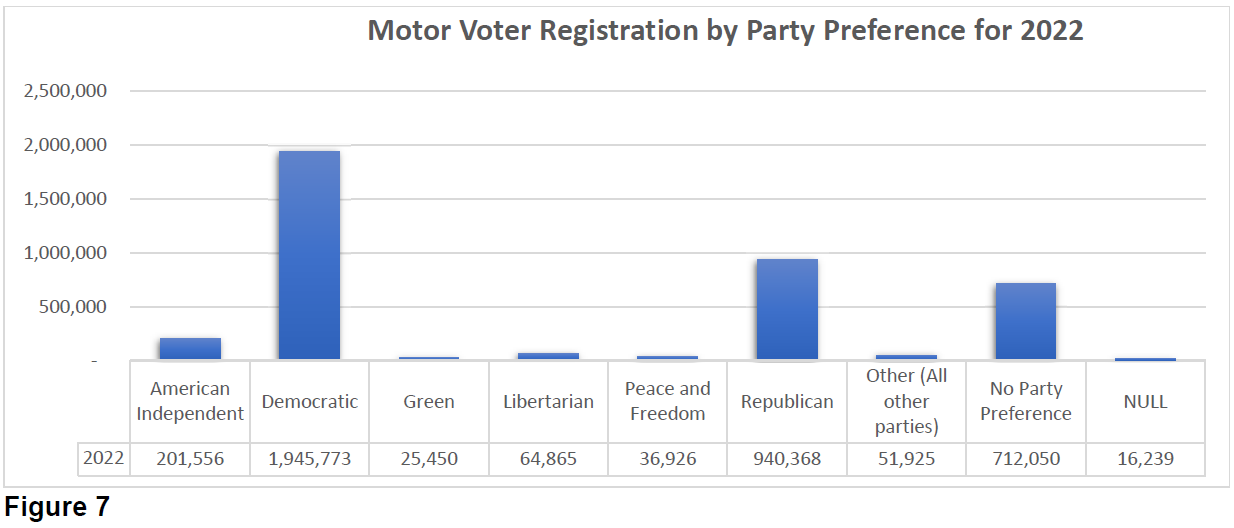 Motor Voter Registration by Party Preference for 2022
2,500,000
2,000,000
1,500,000
1,000,000
500,000
-
American
Independent
Democratic
Green
Libertarian
Peace and
Freedom
Republican
Other (All
other
parties)
No Party
Preference
NULL
2022 201,556 1,945,773 25,450 64,865 36,926 940,368 51,925 712,050 16,239
Figure 7